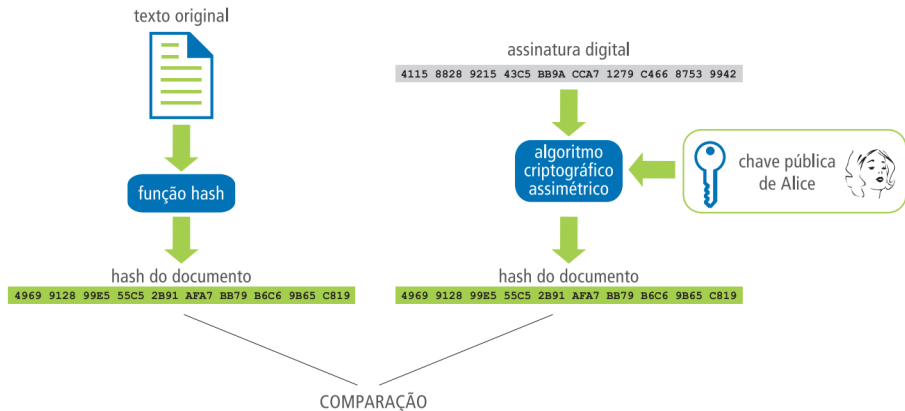 texto original
função hash
hash do documento
4969 9128 99E5 55C5 2B91 AFA7 BB79 B6C6 9B65 C819
assinatura digital
4115 8828 9215 43C5 BB9A CCA7 1279 C466 8753 9942
algoritmo
criptográfico
assimétrico
chave pública
de Alice
hash do documento
4969 9128 99E5 55C5 2B91 AFA7 BB79 B6C6 9B65 C819
COMPARAÇÃO